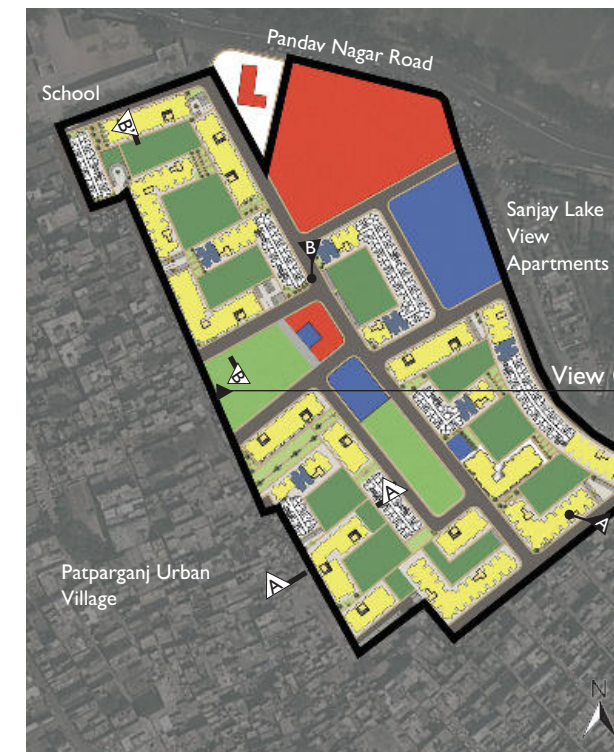 Pandav Nagar Road
School
B
Sanjay Lake
View
Apartments
B
View
B
A
A
Patparganj Urban
Village
A
N